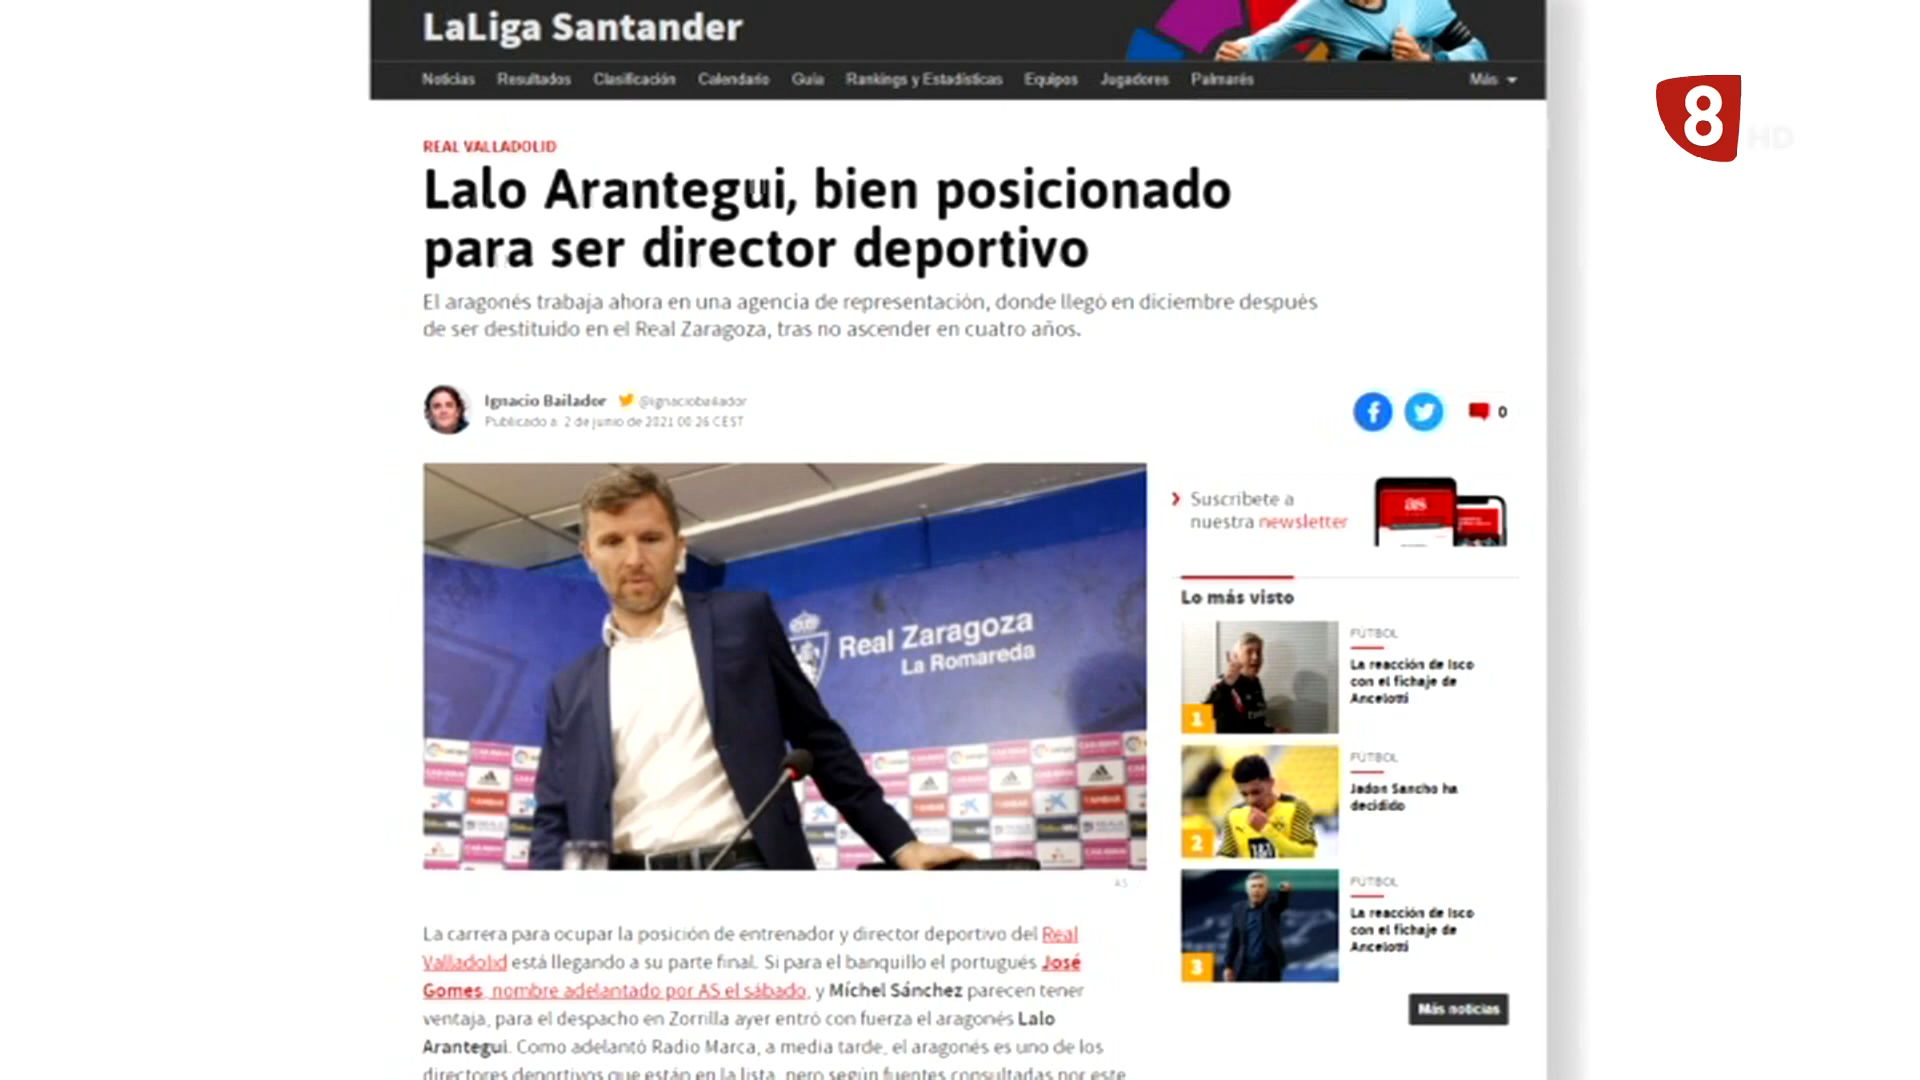 LaLiga Santander
Noticias Resultados Clasificación Calendario Guía Rankings y Estadísticas Equipos Jugadores Palmarés Más
8 HD
REAL VALLADOLID
Lalo Arantegui, bien posicionado
para ser director deportivo
El aragonés trabaja ahora en una agencia de representación, donde llegó en diciembre después
de ser destituido en el Real Zaragoza, tras no ascender en cuatro años.
Ignacio Bailador @ignaciobailador
Publicado a: 2 de junio de 2021 00:26 CEST
0
Real Zaragoza
La Romareda
AS
La carrera para ocupar la posición de entrenador y director deportivo del Real
Valladolid está llegando a su parte final. Si para el banquillo el portugués José
Gomes, nombre adelantado por AS el sábado, y Míchel Sánchez parecen tener
ventaja, para el despacho en Zorrilla ayer entró con fuerza el aragonés Lalo
Arantegui. Como adelantó Radio Marca, a media tarde, el aragonés es uno de los
directores deportivos que están en la lista, pero según fuentes consultadas por este
Suscríbete a
nuestra newsletter
as
Lo más visto
1
FÚTBOL
La reacción de Isco
con el fichaje de
Ancelotti
2
FÚTBOL
Jadon Sancho ha
decidido
3
FÚTBOL
La reacción de Isco
con el fichaje de
Ancelotti
Más noticias